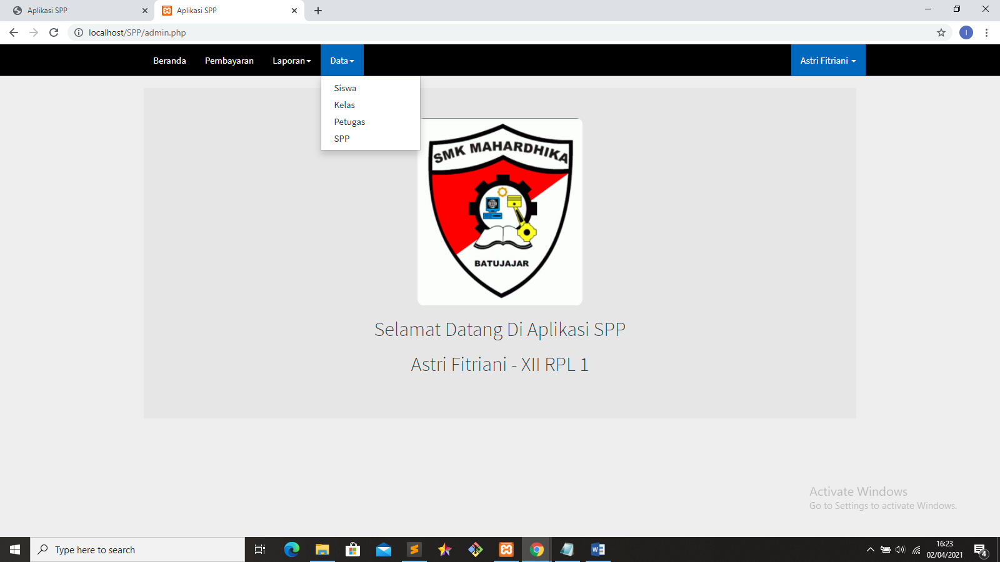 Aplikasi SPP
Aplikasi SPP
localhost/SPP/admin.php
I
Beranda Pembayaran Laporan Data Astri Fitriani
Siswa
Kelas
Petugas
SPP
SMK MAHARDHIKA
BATUJAJAR
Selamat Datang Di Aplikasi SPP
Astri Fitriani - XII RPL 1
Activate Windows
Go to Settings to activate Windows.
Type here to search
16:23
02/04/2021
4